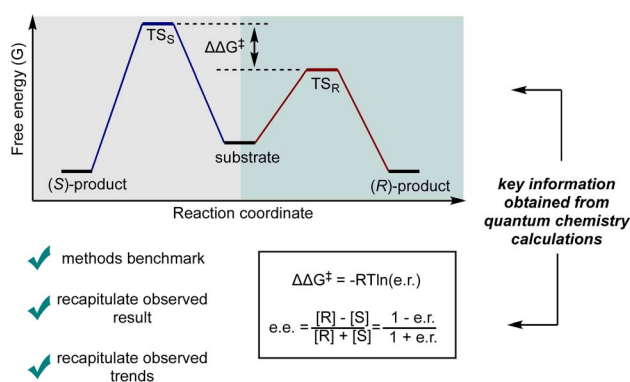 Free energy (G)
TS_S
ΔΔG‡
TS_R
substrate
(S)-product
(R)-product
Reaction coordinate
key information
obtained from
quantum chemistry
calculations
methods benchmark
recapitulate observed
result
recapitulate observed
trends
ΔΔG‡ = -RTln(e.r.)
e.e. = [R] - [S] / [R] + [S] = 1 - e.r. / 1 + e.r.